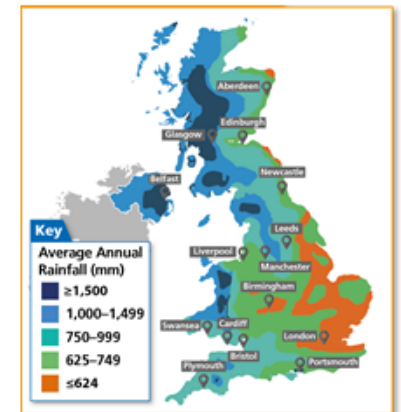 Aberdeen
Edinburgh
Glasgow
Belfast
Newcastle
Key
Average Annual
Rainfall (mm)
≥1,500
1,000–1,499
750–999
625–749
≤624
Leeds
Liverpool
Manchester
Birmingham
Swansea
Cardiff
London
Bristol
Plymouth
Portsmouth